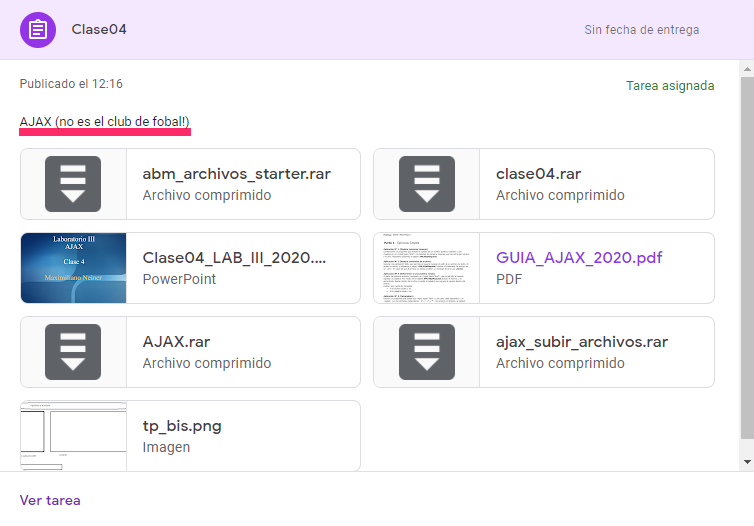 Clase04
Sin fecha de entrega
Publicado el 12:16
Tarea asignada
AJAX (no es el club de fobal!)
abm_archivos_starter.rar
Archivo comprimido
clase04.rar
Archivo comprimido
Laboratorio III
AJAX
Clase 4
Maximiliano Neiner
Clase04_LAB_III_2020....
PowerPoint
GUIA_AJAX_2020.pdf
PDF
AJAX.rar
Archivo comprimido
ajax_subir_archivos.rar
Archivo comprimido
tp_bis.png
Imagen
Ver tarea